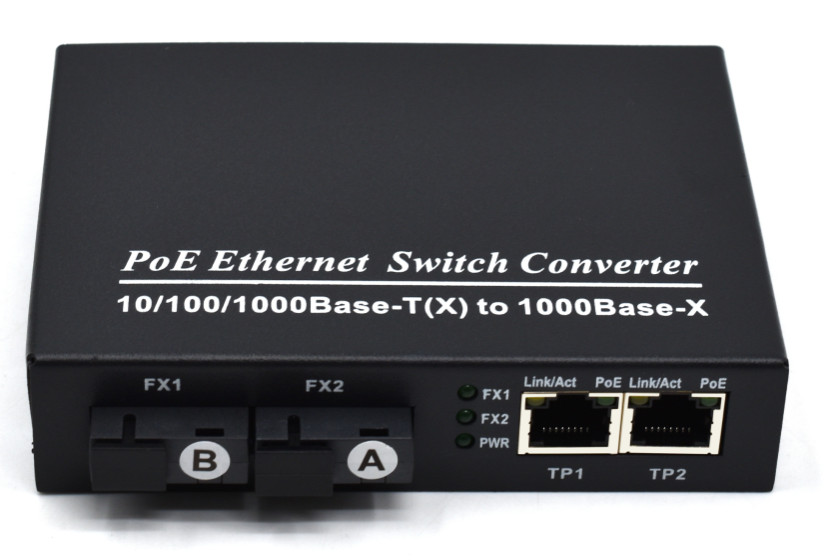 PoE Ethernet Switch Converter
10/100/1000Base-T(X) to 1000Base-X
FX1 FX2
B A
FX1
FX2
PWR
Link/Act PoE Link/Act PoE
TP1 TP2